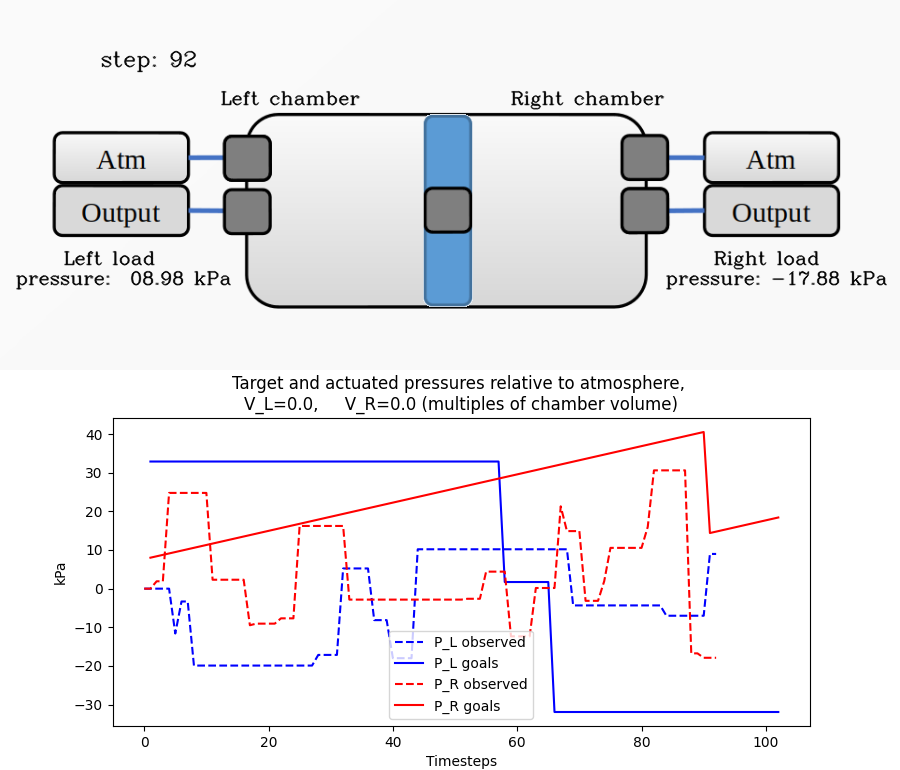 step: 92
Left chamber
Right chamber
Atm
Atm
Output
Output
Left load
pressure:  08.98 kPa
Right load
pressure: −17.88 kPa
Target and actuated pressures relative to atmosphere,
V_L=0.0,     V_R=0.0 (multiples of chamber volume)
kPa
40
30
20
10
0
−10
−20
−30
P_L observed
P_L goals
P_R observed
P_R goals
0 20 40 60 80 100
Timesteps